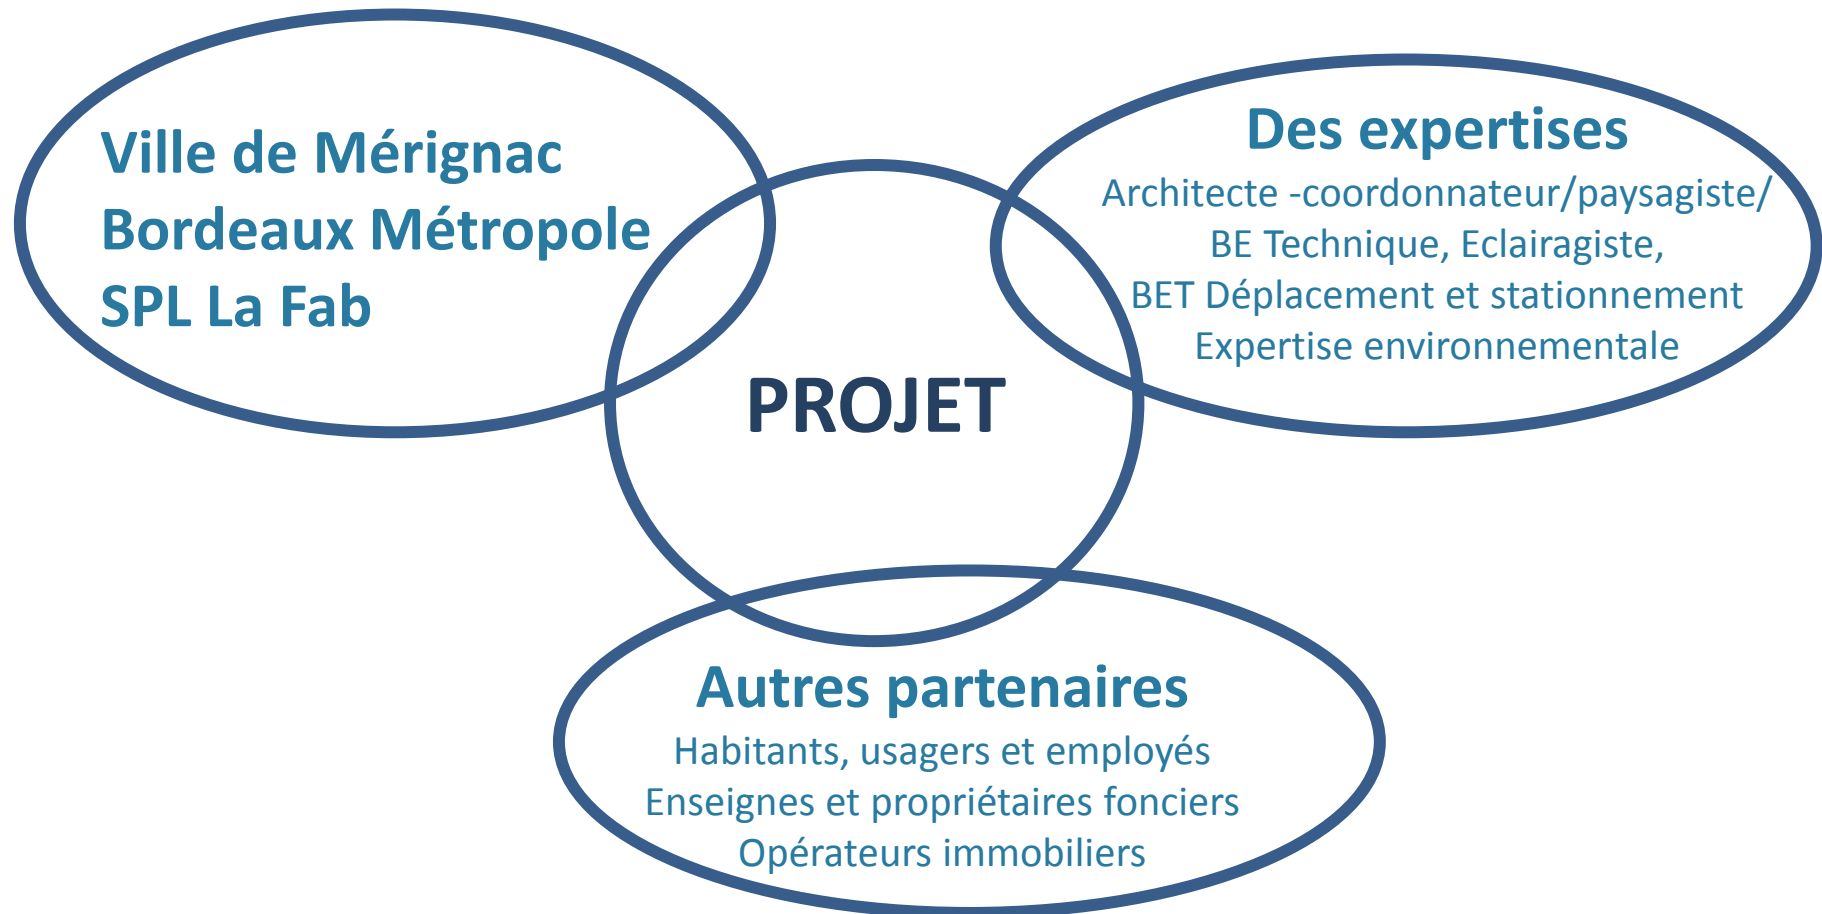 Ville de Mérignac
Bordeaux Métropole
SPL La Fab
Des expertises
Architecte -coordonnateur/paysagiste/
BE Technique, Eclairagiste,
BET Déplacement et stationnement
Expertise environnementale
PROJET
Autres partenaires
Habitants, usagers et employés
Enseignes et propriétaires fonciers
Opérateurs immobiliers